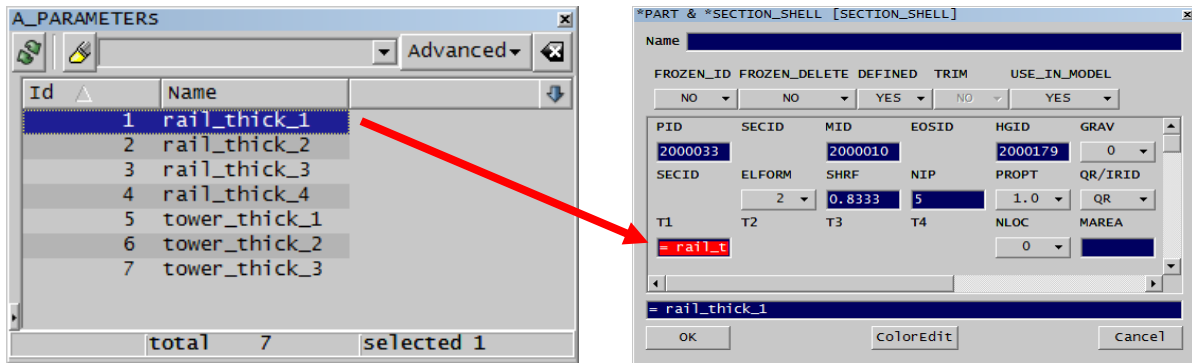 A_PARAMETERS
Advanced
Id Name
1 rail_thick_1
2 rail_thick_2
3 rail_thick_3
4 rail_thick_4
5 tower_thick_1
6 tower_thick_2
7 tower_thick_3
total 7 selected 1
*PART & *SECTION_SHELL [SECTION_SHELL]
Name
FROZEN_ID FROZEN_DELETE DEFINED TRIM USE_IN_MODEL
NO NO YES NO YES
PID SECID MID EOSID HGID GRAV
2000033 2000010 2000179 0
SECID ELFORM SHRF NIP PROPT QR/IRID
2 0.8333 5 1.0 QR
T1 T2 T3 T4 NLOC MAREA
= rail_t 0
= rail_thick_1
OK ColorEdit Cancel